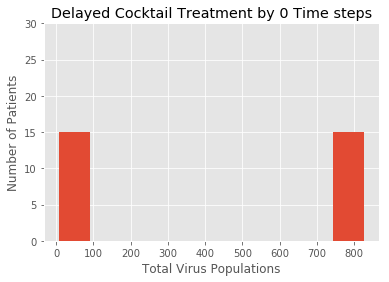 Delayed Cocktail Treatment by 0 Time steps
30
25
20
15
10
5
0
Number of Patients
0 100 200 300 400 500 600 700 800
Total Virus Populations